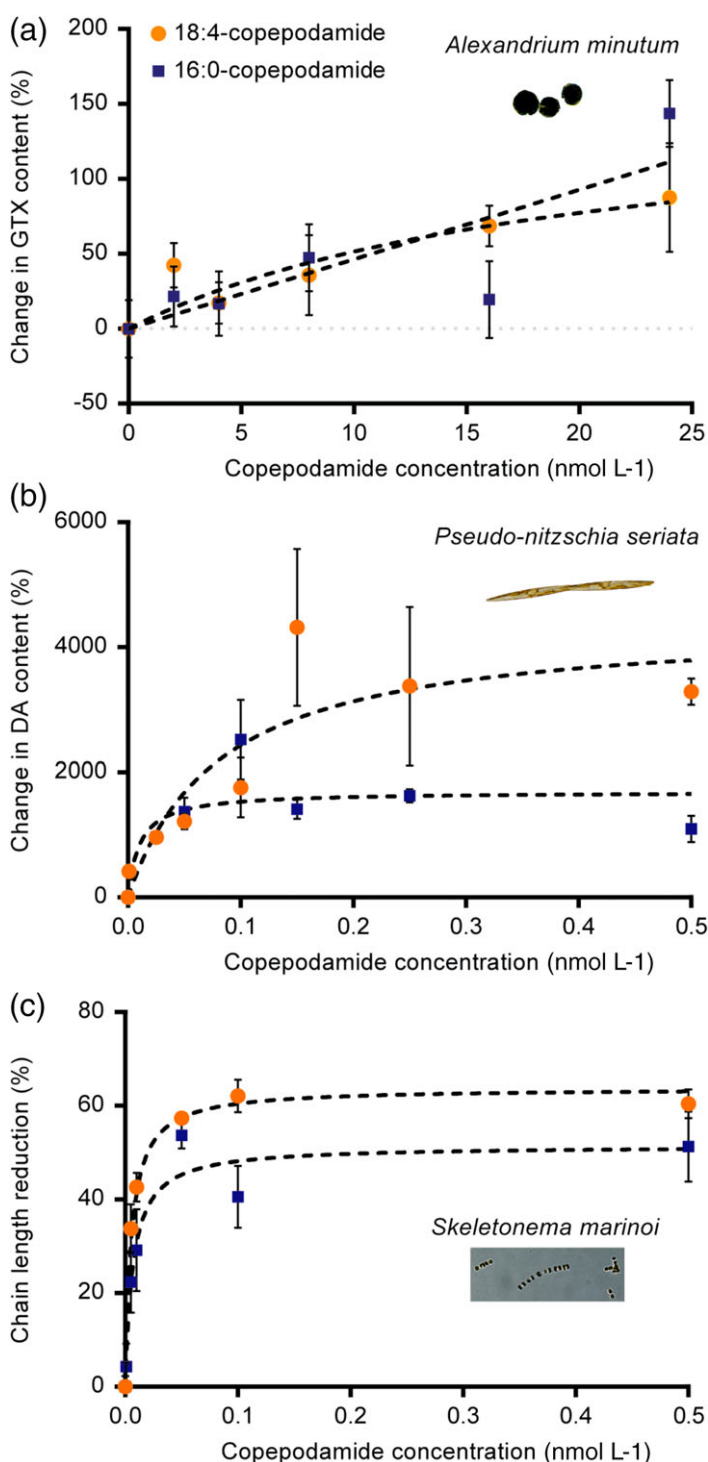 (a)
18:4-copepodamide
16:0-copepodamide
Alexandrium minutum
Change in GTX content (%)
200
150
100
50
0
-50
0 5 10 15 20 25
Copepodamide concentration (nmol L-1)
(b)
Pseudo-nitzschia seriata
Change in DA content (%)
6000
4000
2000
0
0.0 0.1 0.2 0.3 0.4 0.5
Copepodamide concentration (nmol L-1)
(c)
Chain length reduction (%)
80
60
40
20
0
Skeletonema marinoi
0.0 0.1 0.2 0.3 0.4 0.5
Copepodamide concentration (nmol L-1)